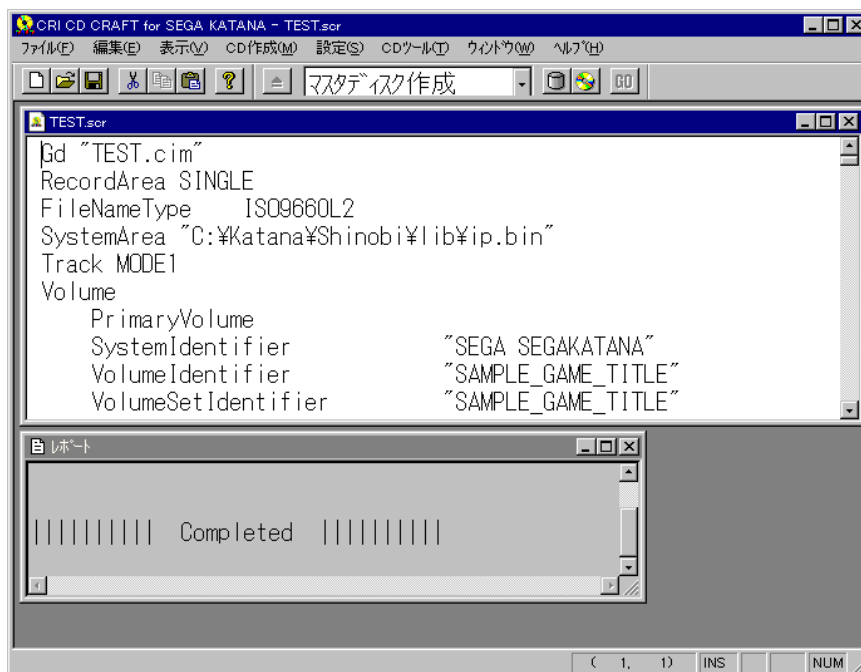 CRI CD CRAFT for SEGA KATANA - TEST.scr
ファイル(F) 編集(E) 表示(V) CD作成(M) 設定(S) CDツール(T) ウィンドウ(W) ヘルプ(H)
マスタディスク作成 GO
TEST.scr
Gd "TEST.cim"
RecordArea SINGLE
FileNameType ISO9660L2
SystemArea "C:¥Katana¥Shinobi¥lib¥ip.bin"
Track MODE1
Volume
PrimaryVolume
SystemIdentifier "SEGA SEGAKATANA"
VolumeIdentifier "SAMPLE_GAME_TITLE"
VolumeSetIdentifier "SAMPLE_GAME_TITLE"
レポート
|||||||||| Completed ||||||||||
( 1, 1) INS NUM